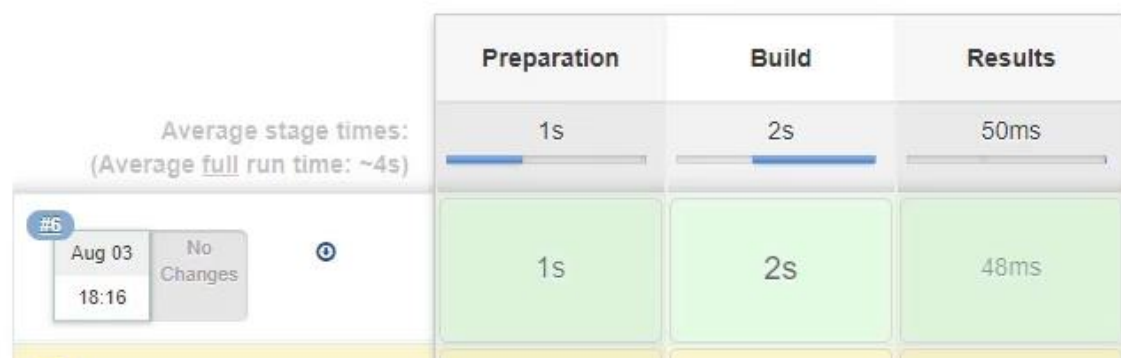 Preparation Build Results
Average stage times: 1s 2s 50ms
(Average full run time: ~4s)
#6
Aug 03 No Changes
18:16
1s 2s 48ms